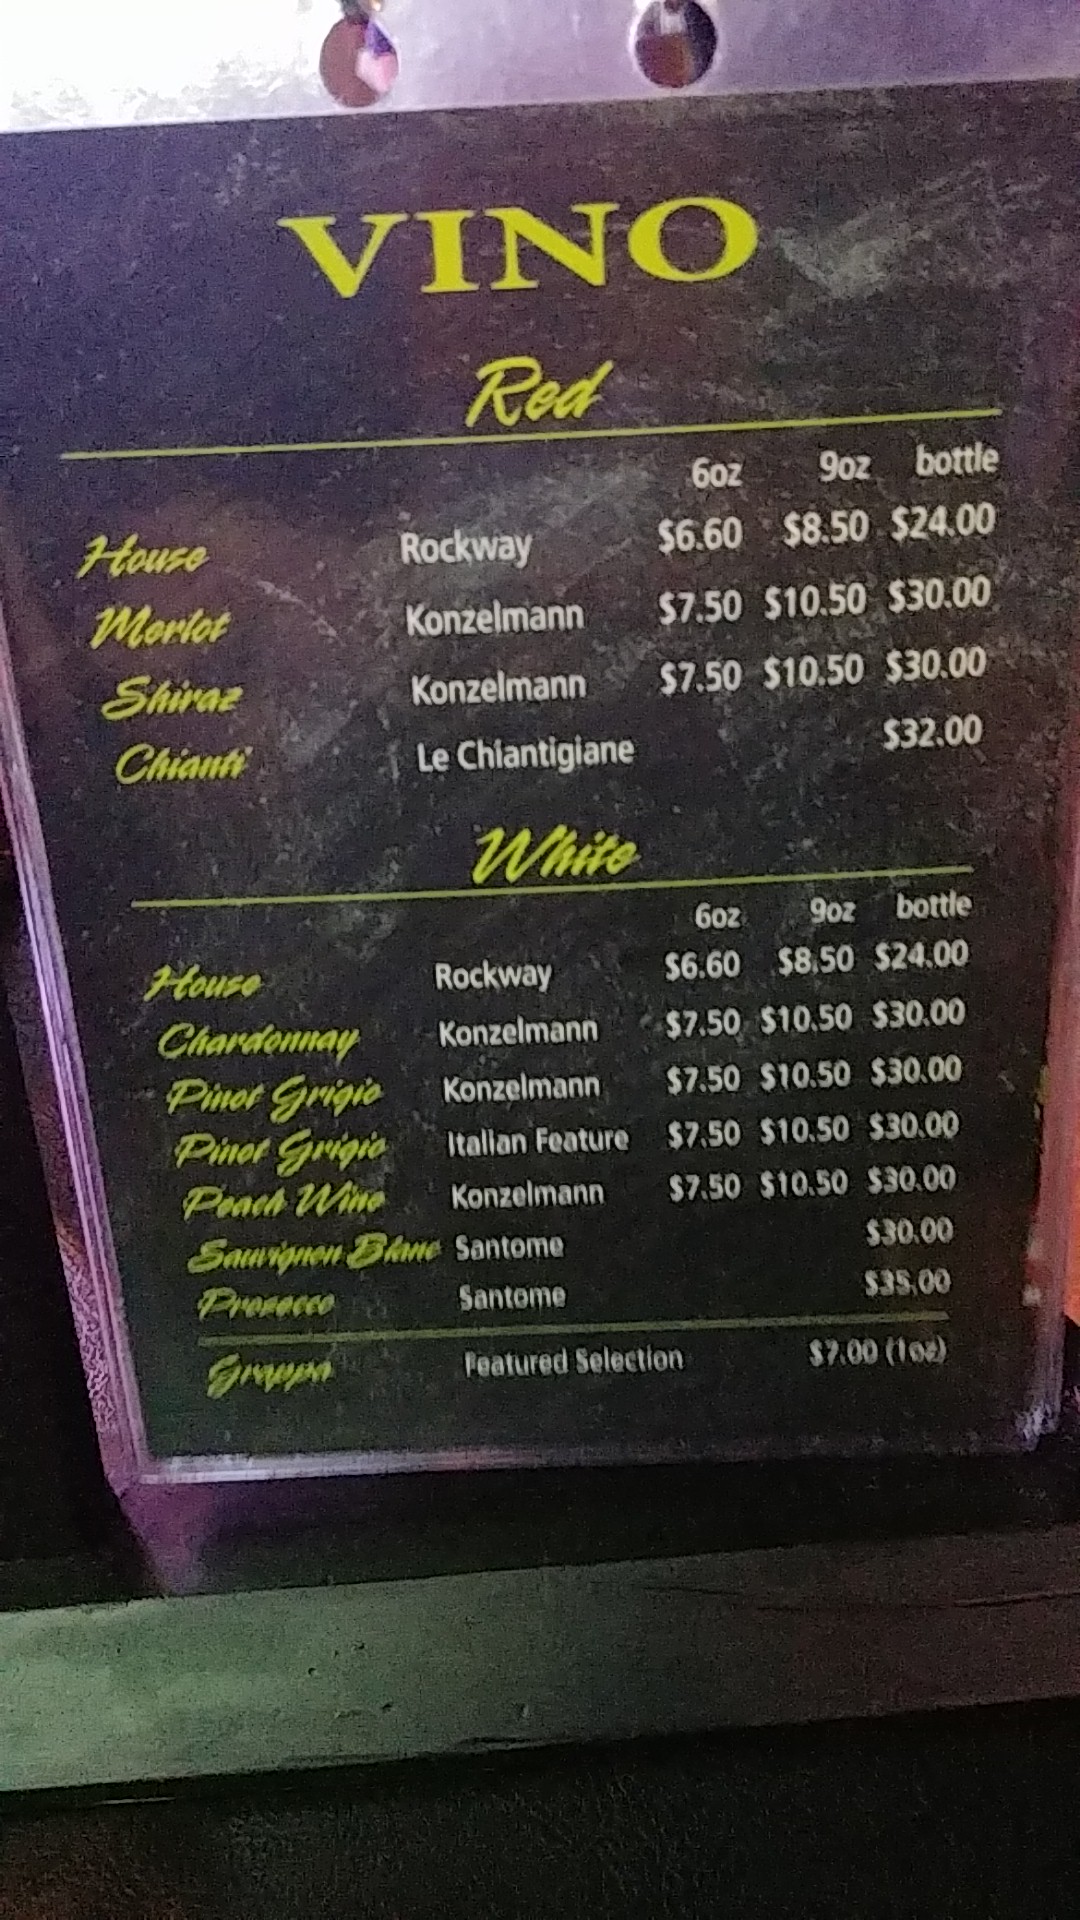 VINO
Red
6oz 9oz bottle
House Rockway $6.60 $8.50 $24.00
Merlot Konzelmann $7.50 $10.50 $30.00
Shiraz Konzelmann $7.50 $10.50 $30.00
Chianti Le Chiantigiane $32.00
White
6oz 9oz bottle
House Rockway $6.60 $8.50 $24.00
Chardonnay Konzelmann $7.50 $10.50 $30.00
Pinot Grigio Konzelmann $7.50 $10.50 $30.00
Pinot Grigio Italian Feature $7.50 $10.50 $30.00
Peach Wine Konzelmann $7.50 $10.50 $30.00
Sauvignon Blanc Santome $30.00
Prosecco Santome $35.00
Grappa Featured Selection $7.00 (1oz)